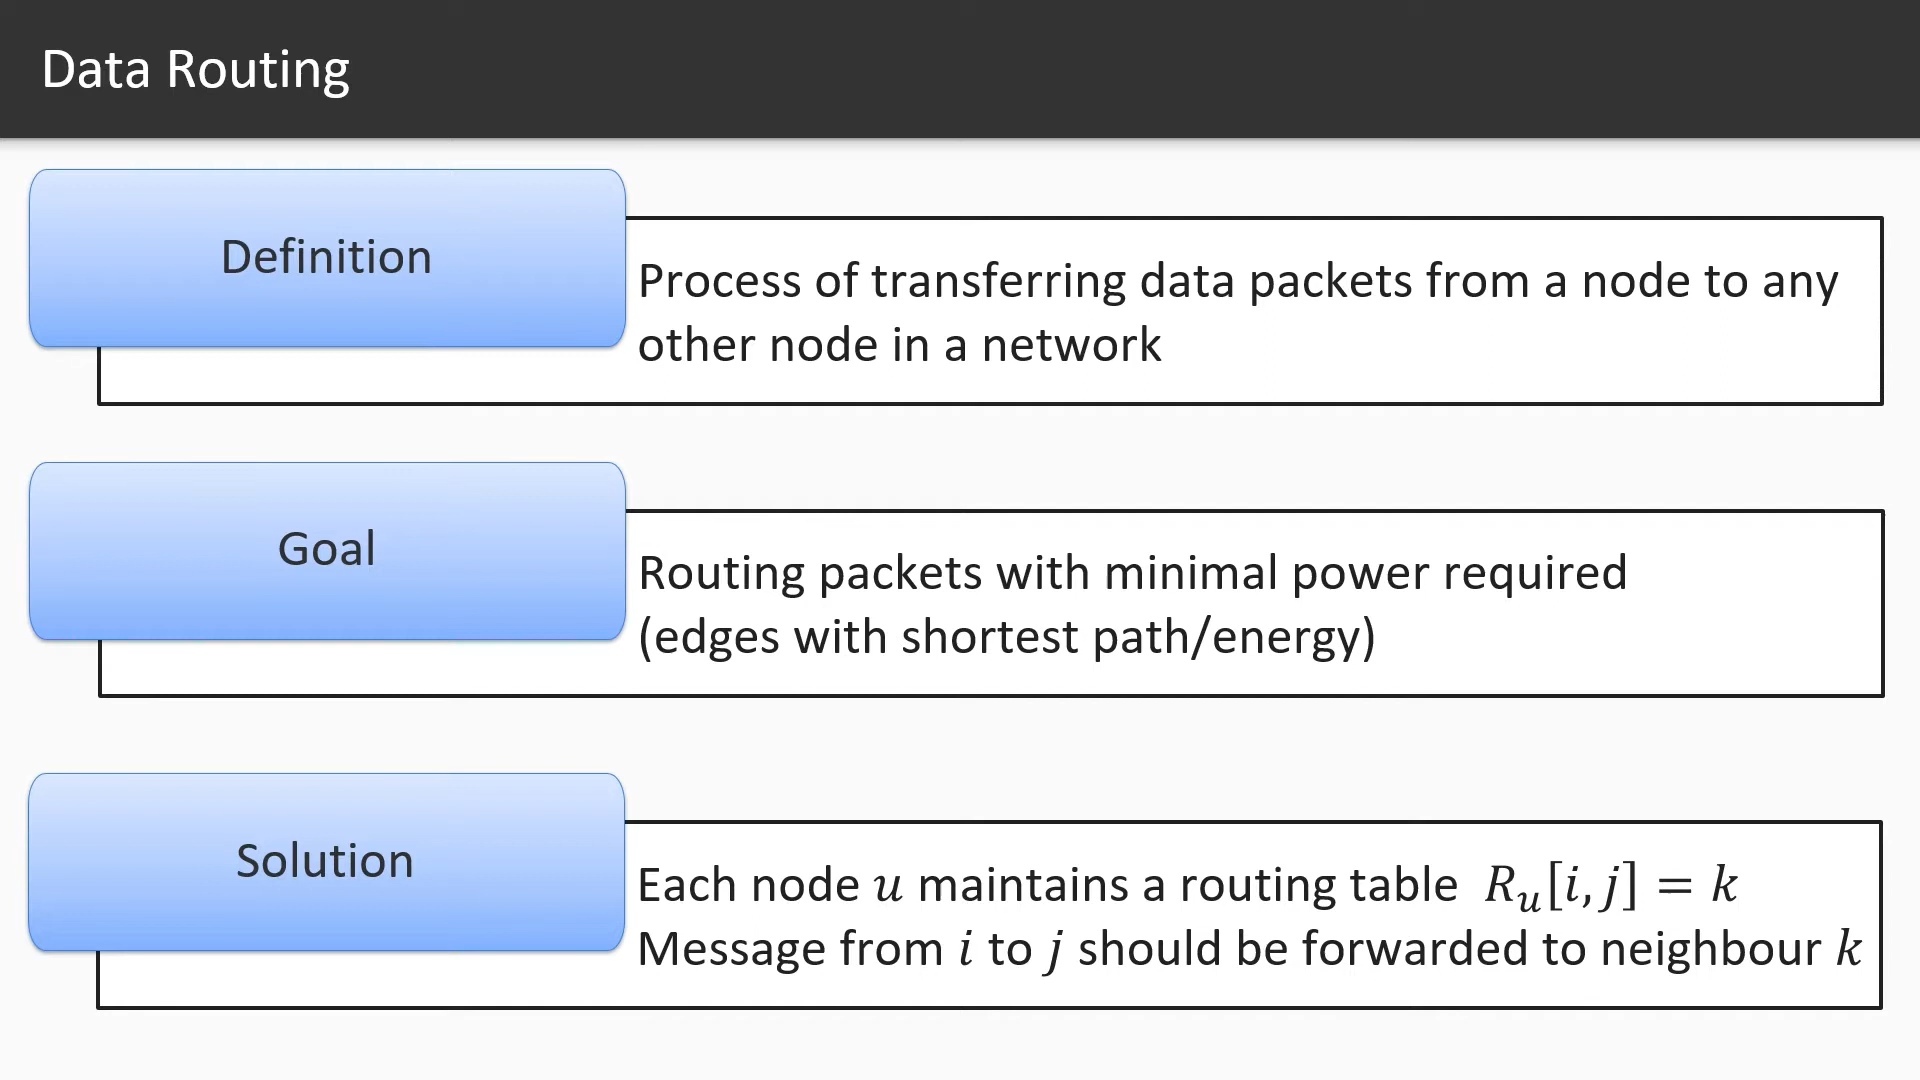 Data Routing
Definition
Process of transferring data packets from a node to any
other node in a network
Goal
Routing packets with minimal power required
(edges with shortest path/energy)
Solution
Each node u maintains a routing table R_u[i,j] = k
Message from i to j should be forwarded to neighbour k